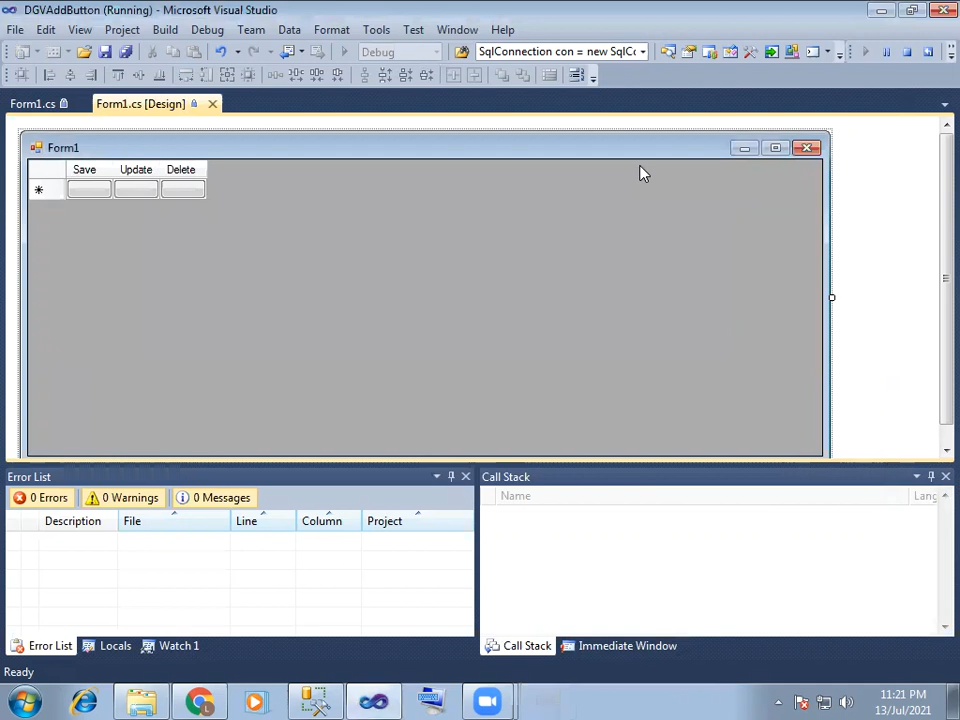 DGVAddButton (Running) - Microsoft Visual Studio
File Edit View Project Build Debug Team Data Format Tools Test Window Help
Debug SqlConnection con = new SqlCc
Form1.cs Form1.cs [Design]
Form1
Save Update Delete
Error List Call Stack
0 Errors 0 Warnings 0 Messages Name Lang
Description File Line Column Project
Error List Locals Watch 1 Call Stack Immediate Window
Ready
11:21 PM
13/Jul/2021